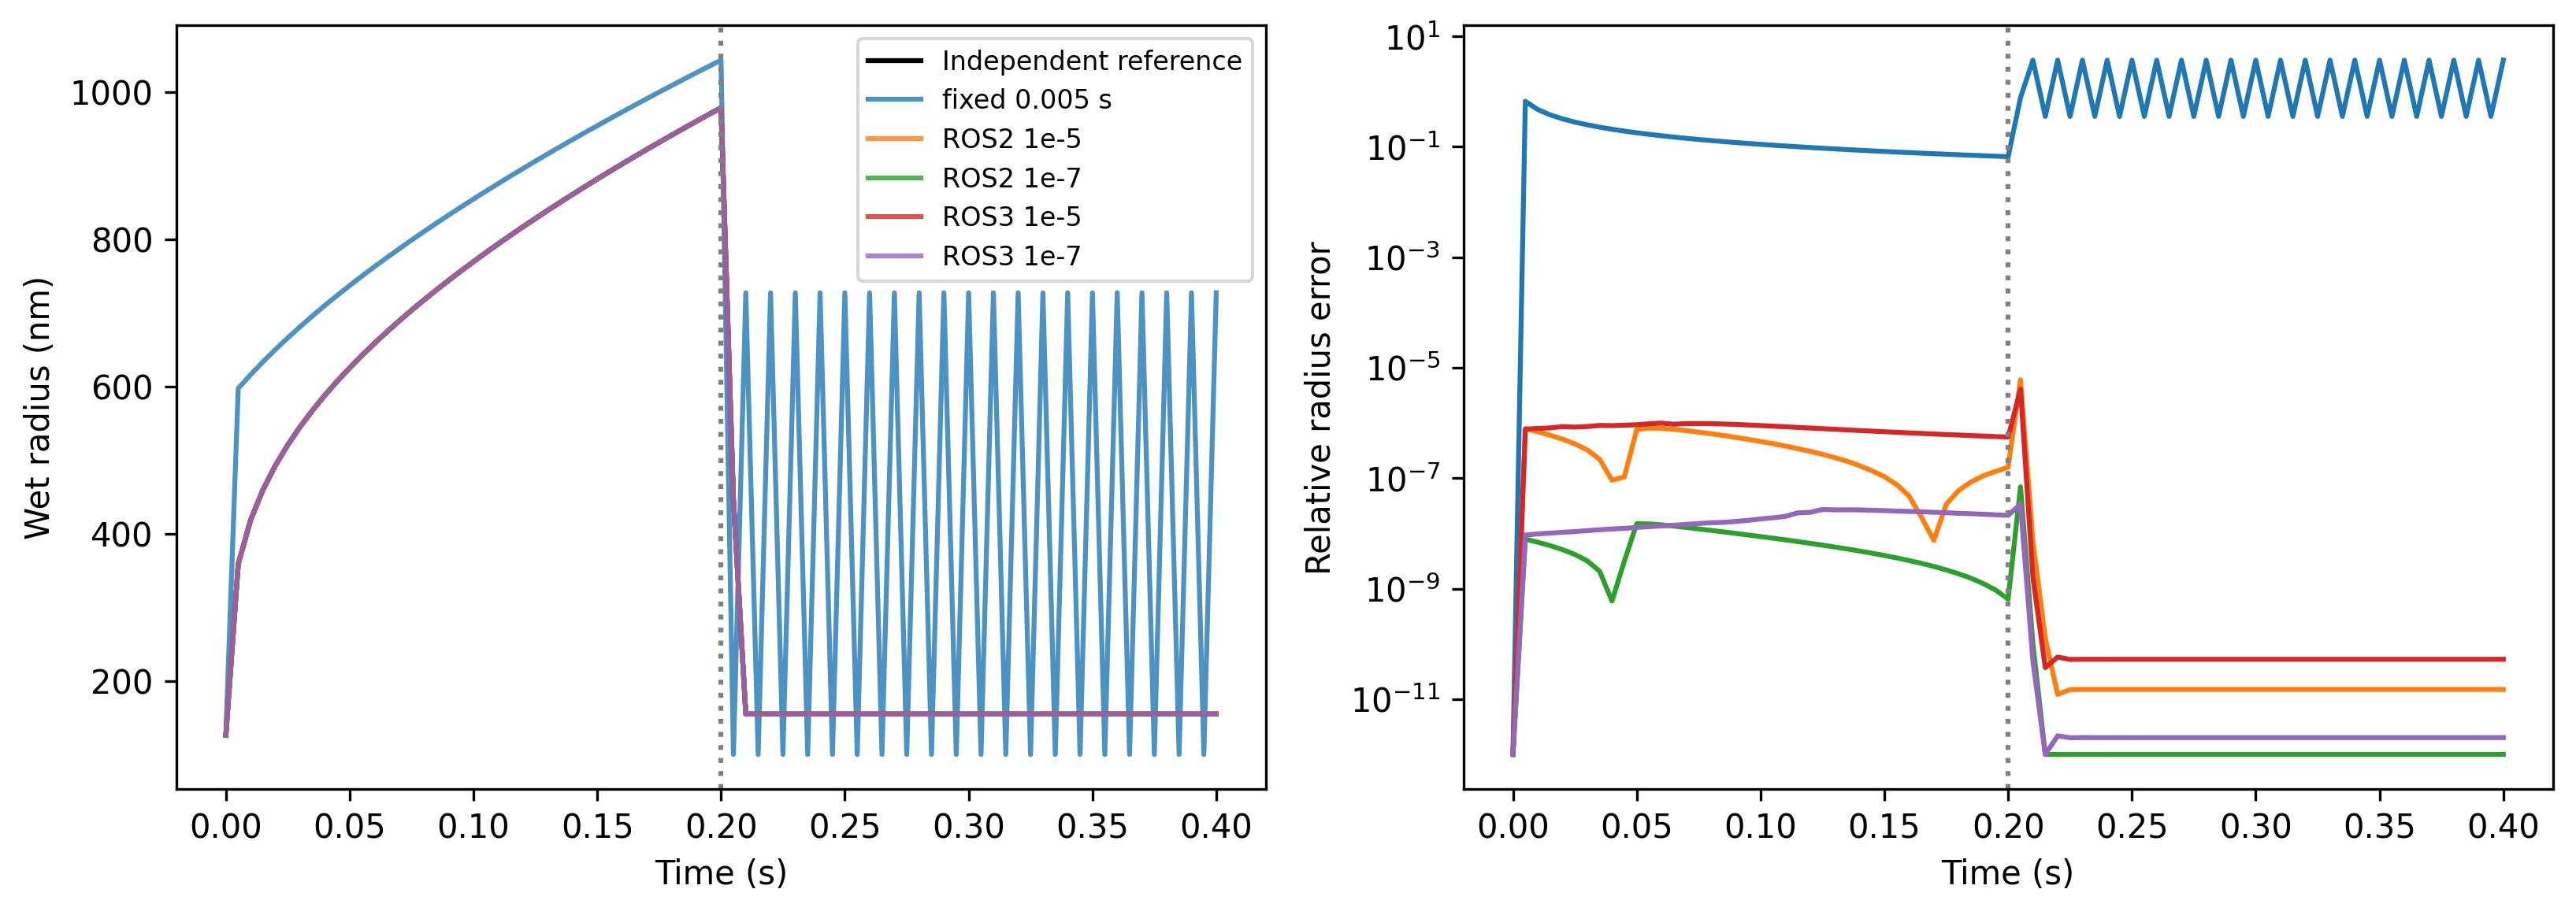 Wet radius (nm)
1000
800
600
400
200
0.00 0.05 0.10 0.15 0.20 0.25 0.30 0.35 0.40
Time (s)
Independent reference
fixed 0.005 s
ROS2 1e-5
ROS2 1e-7
ROS3 1e-5
ROS3 1e-7
Relative radius error
10¹
10⁻¹
10⁻³
10⁻⁵
10⁻⁷
10⁻⁹
10⁻¹¹
0.00 0.05 0.10 0.15 0.20 0.25 0.30 0.35 0.40
Time (s)